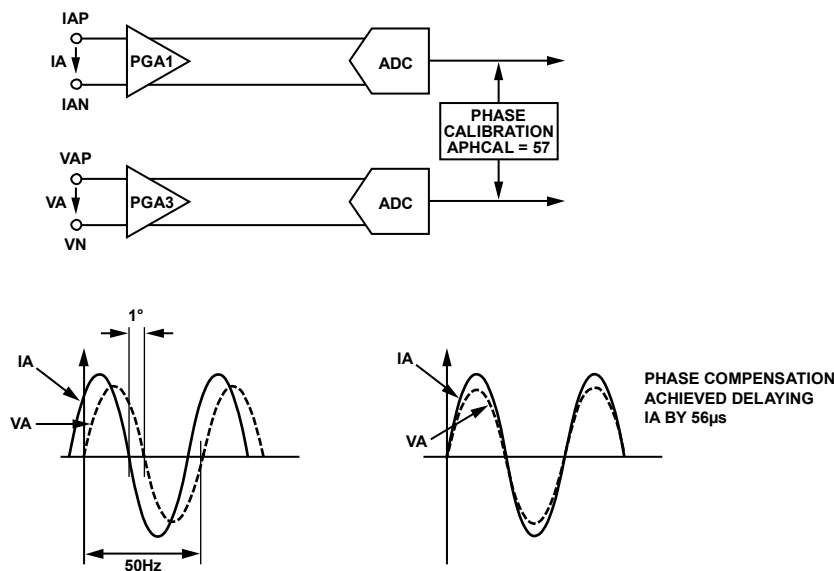 IAP
IA
IAN
PGA1
ADC
PHASE
CALIBRATION
APHCAL = 57
VAP
VA
VN
PGA3
ADC
1°
IA
VA
50Hz
IA
VA
PHASE COMPENSATION
ACHIEVED DELAYING
IA BY 56µs